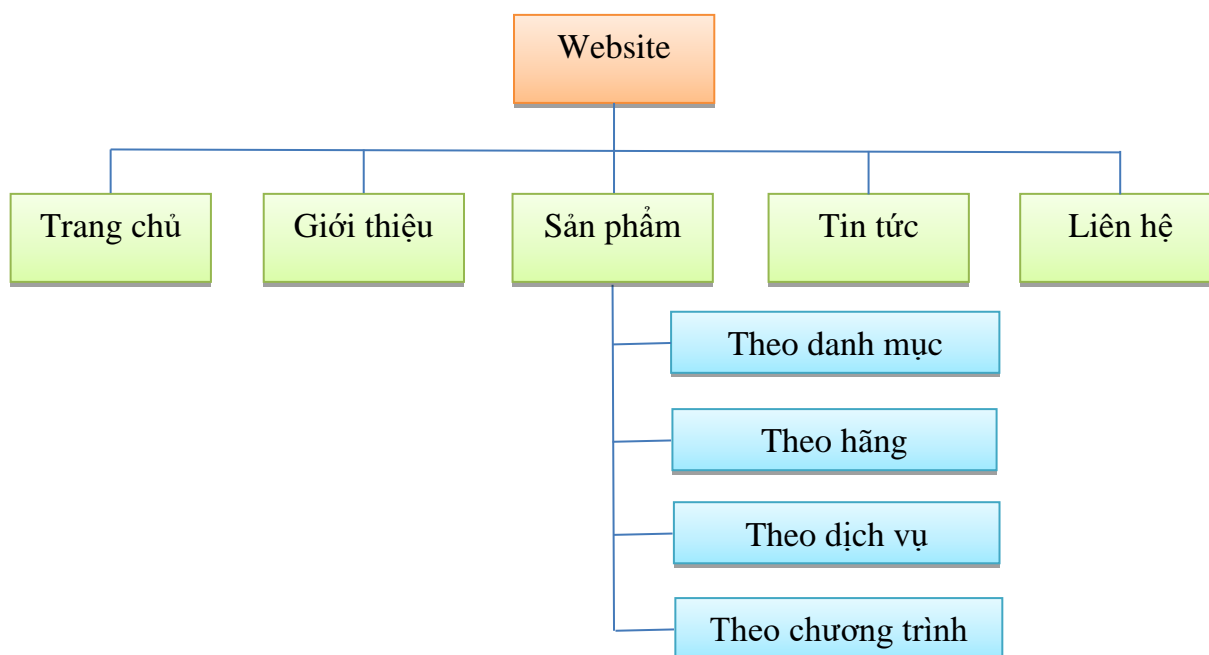 Website
Trang chủ
Giới thiệu
Sản phẩm
Tin tức
Liên hệ
Theo danh mục
Theo hãng
Theo dịch vụ
Theo chương trình